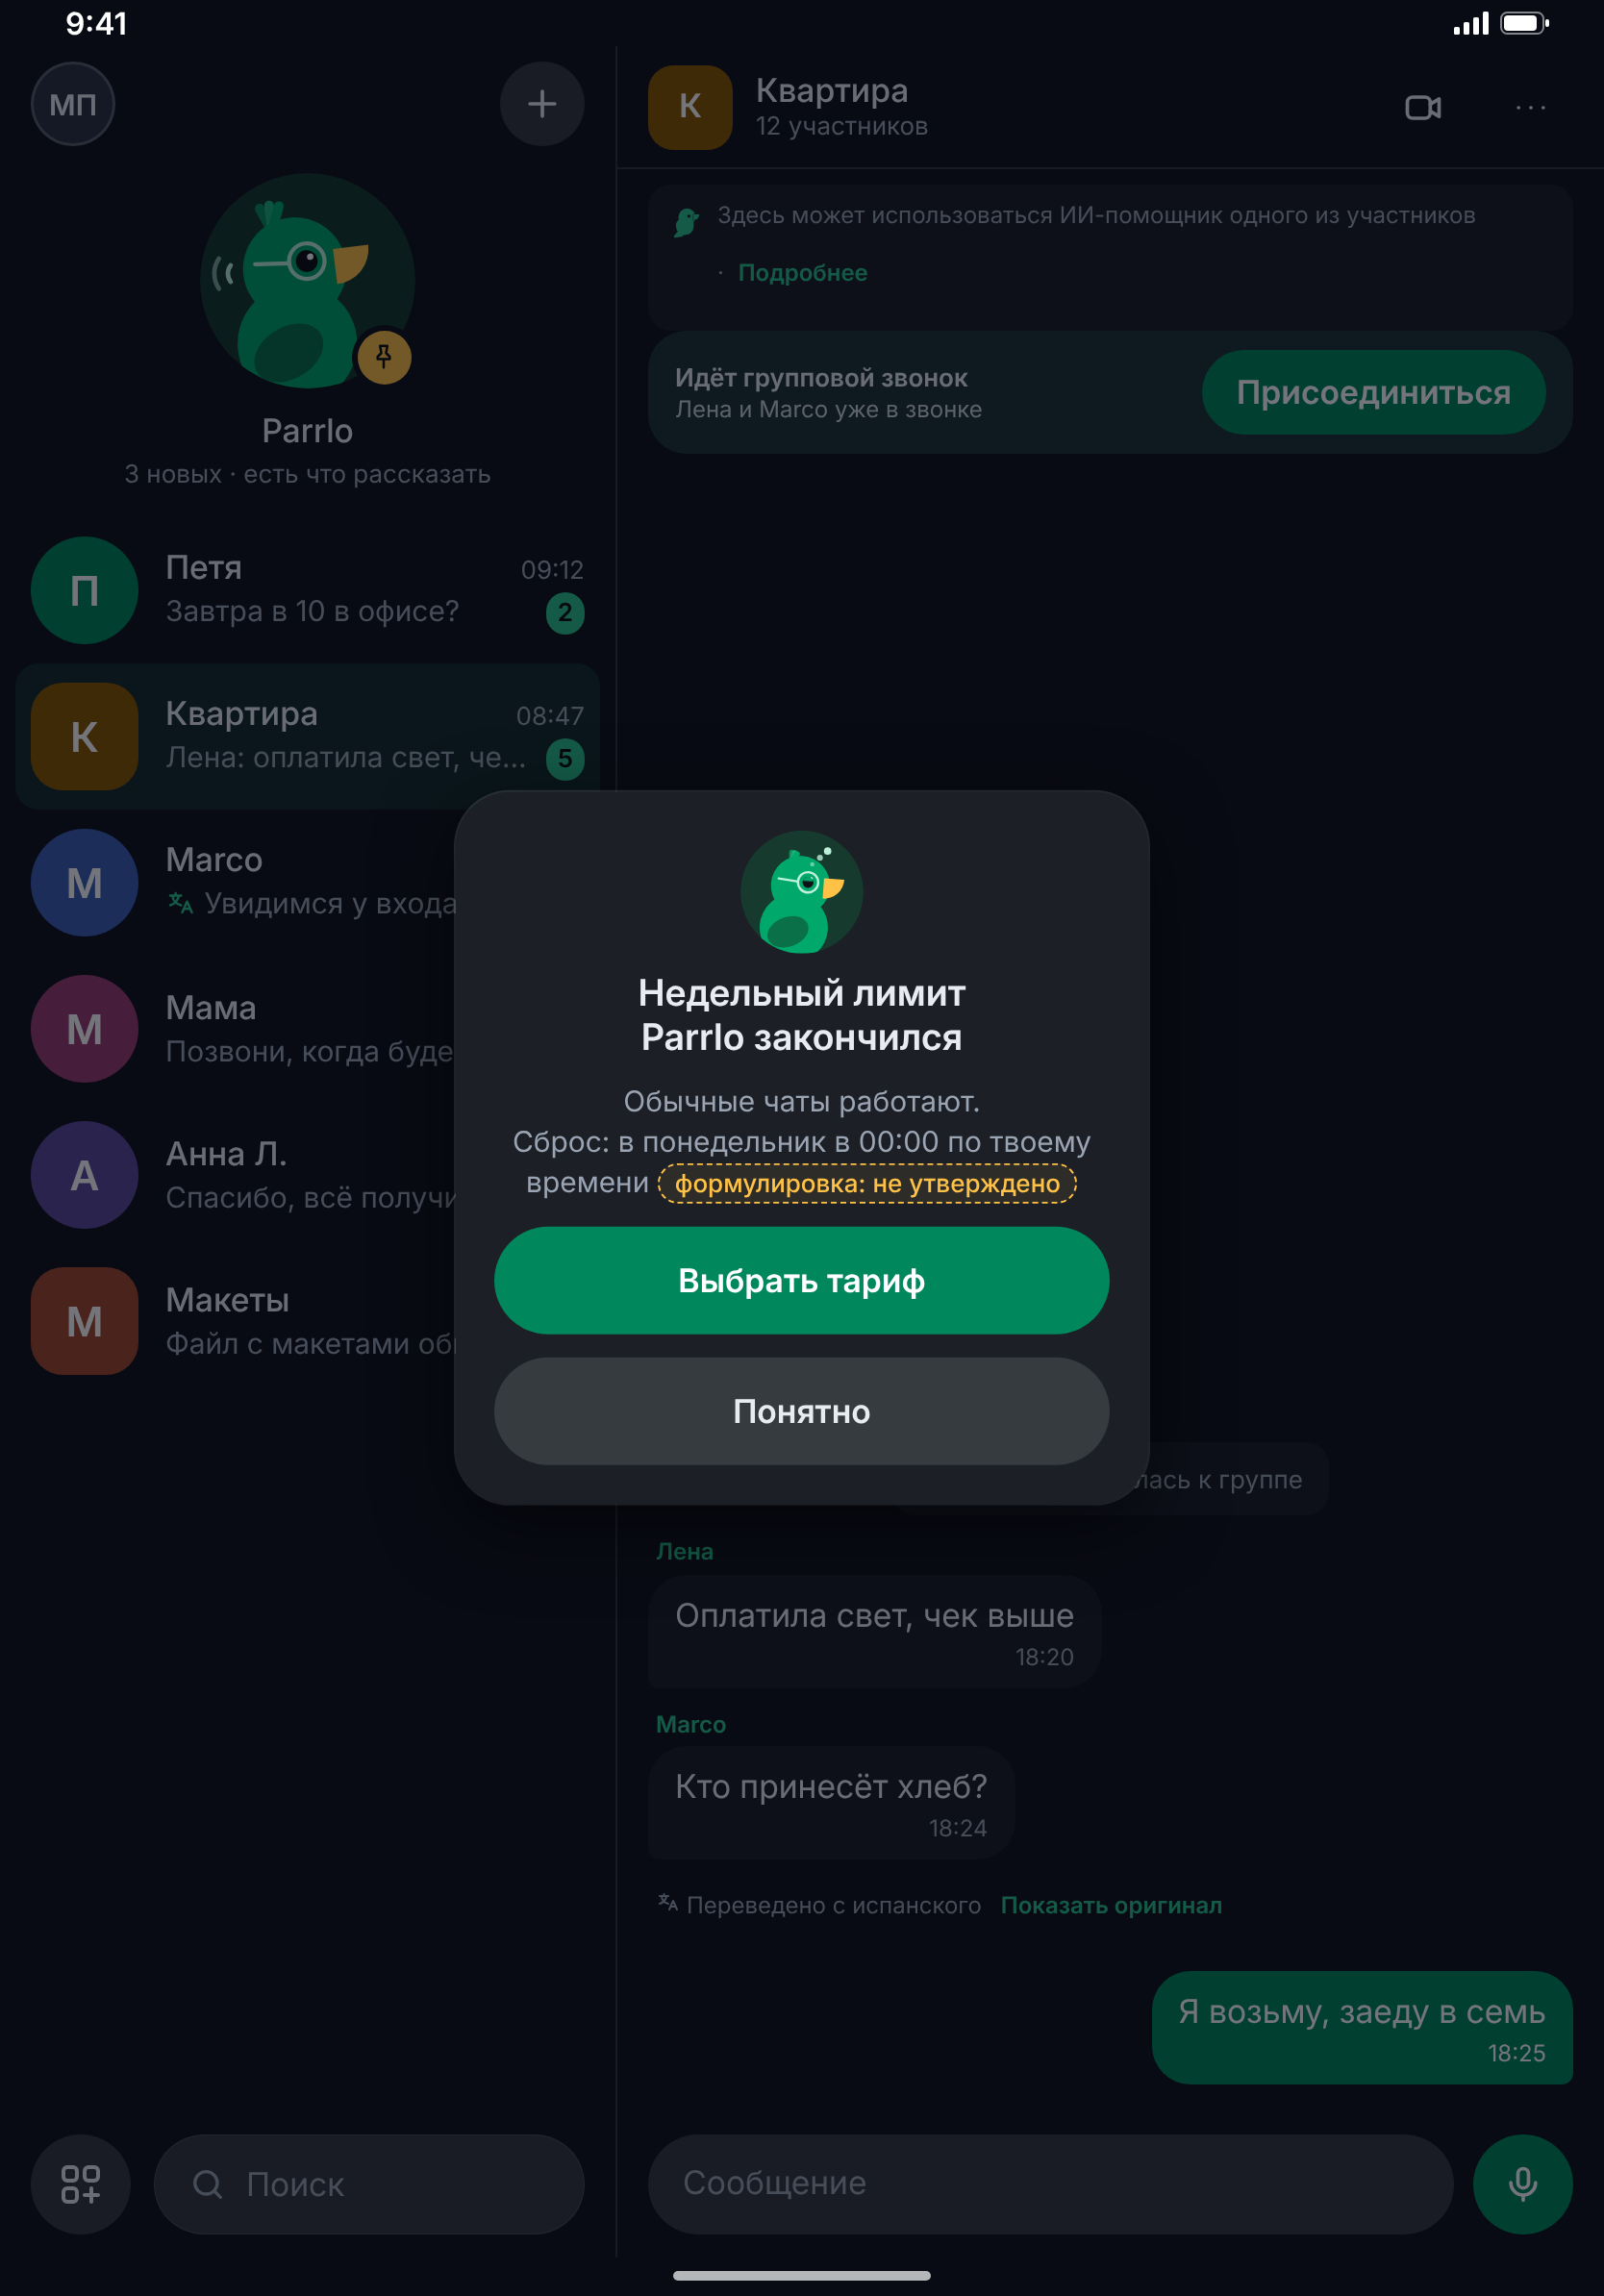 9:41
МП
Parrlo
3 новых · есть что рассказать
П
Петя
09:12
Завтра в 10 в офисе?
2
К
Квартира
08:47
Лена: оплатила свет, че...
5
M
Marco
Увидимся у входа
М
Мама
Позвони, когда буде
А
Анна Л.
Спасибо, всё получи
М
Макеты
Файл с макетами
Поиск
К
Квартира
12 участников
Здесь может использоваться ИИ-помощник одного из участников
· Подробнее
Идёт групповой звонок
Лена и Marco уже в звонке
Присоединиться
Недельный лимит
Parrlo закончился
Обычные чаты работают.
Сброс: в понедельник в 00:00 по твоему
времени формулировка: не утверждено
Выбрать тариф
Понятно
лась к группе
Лена
Оплатила свет, чек выше
18:20
Marco
Кто принесёт хлеб?
18:24
Переведено с испанского Показать оригинал
Я возьму, заеду в семь
18:25
Сообщение